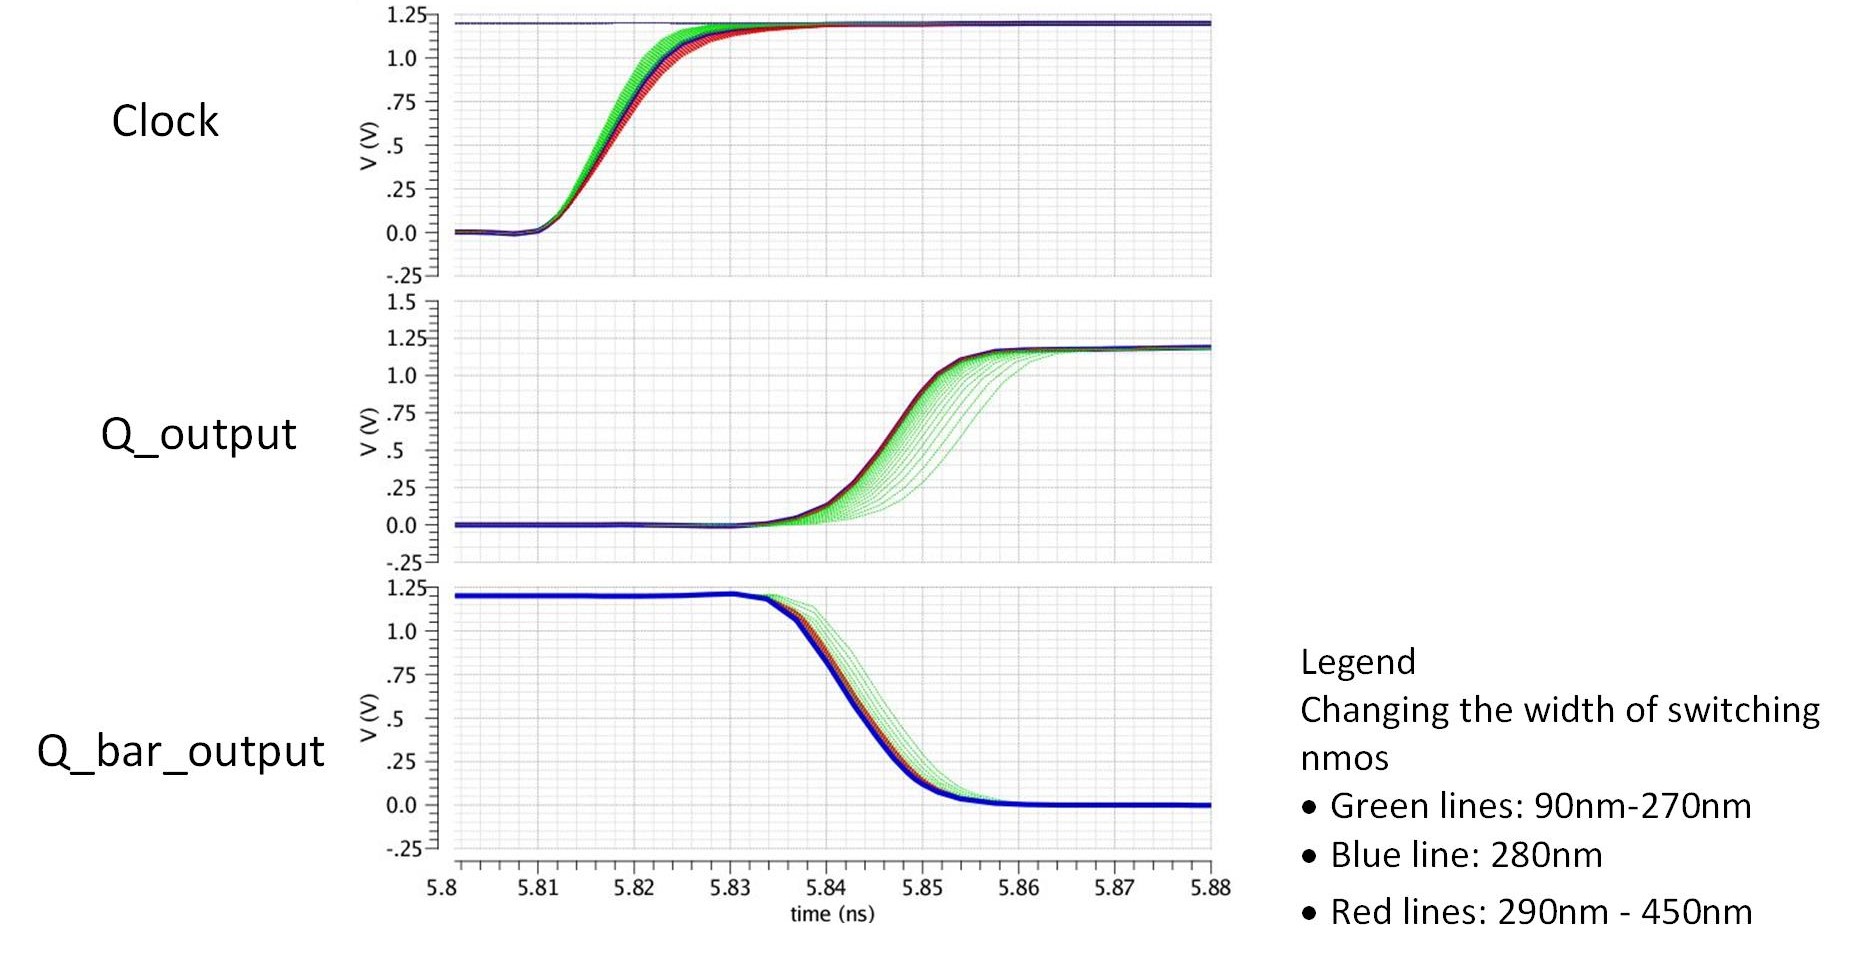 Clock
V (V)
1.25
1.0
.75
.5
.25
0.0
-.25
Q_output
V (V)
1.5
1.25
1.0
.75
.5
.25
0.0
-.25
Q_bar_output
V (V)
1.25
1.0
.75
.5
.25
0.0
-.25
5.8 5.81 5.82 5.83 5.84 5.85 5.86 5.87 5.88
time (ns)
Legend
Changing the width of switching
nmos
• Green lines: 90nm-270nm
• Blue line: 280nm
• Red lines: 290nm - 450nm